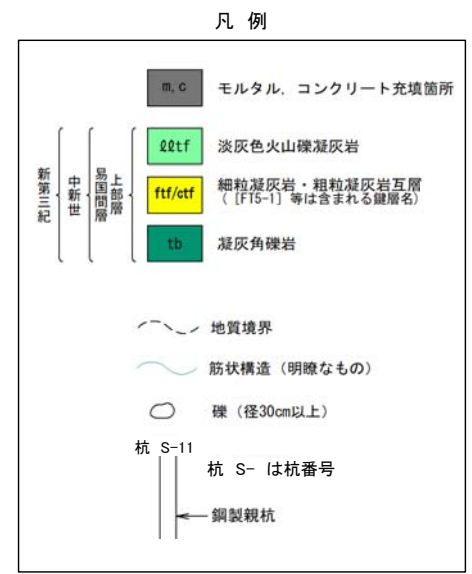 凡 例
m,c モルタル，コンクリート充填箇所
新第三紀
中新世
易国間層
上部層
ℓℓtf 淡灰色火山礫凝灰岩
ftf/ctf 細粒凝灰岩・粗粒凝灰岩互層
（ [FT5-1] 等は含まれる鍵層名）
tb 凝灰角礫岩
地質境界
筋状構造（明瞭なもの）
礫（径30cm以上）
杭 S-11
杭 S- は杭番号
鋼製親杭